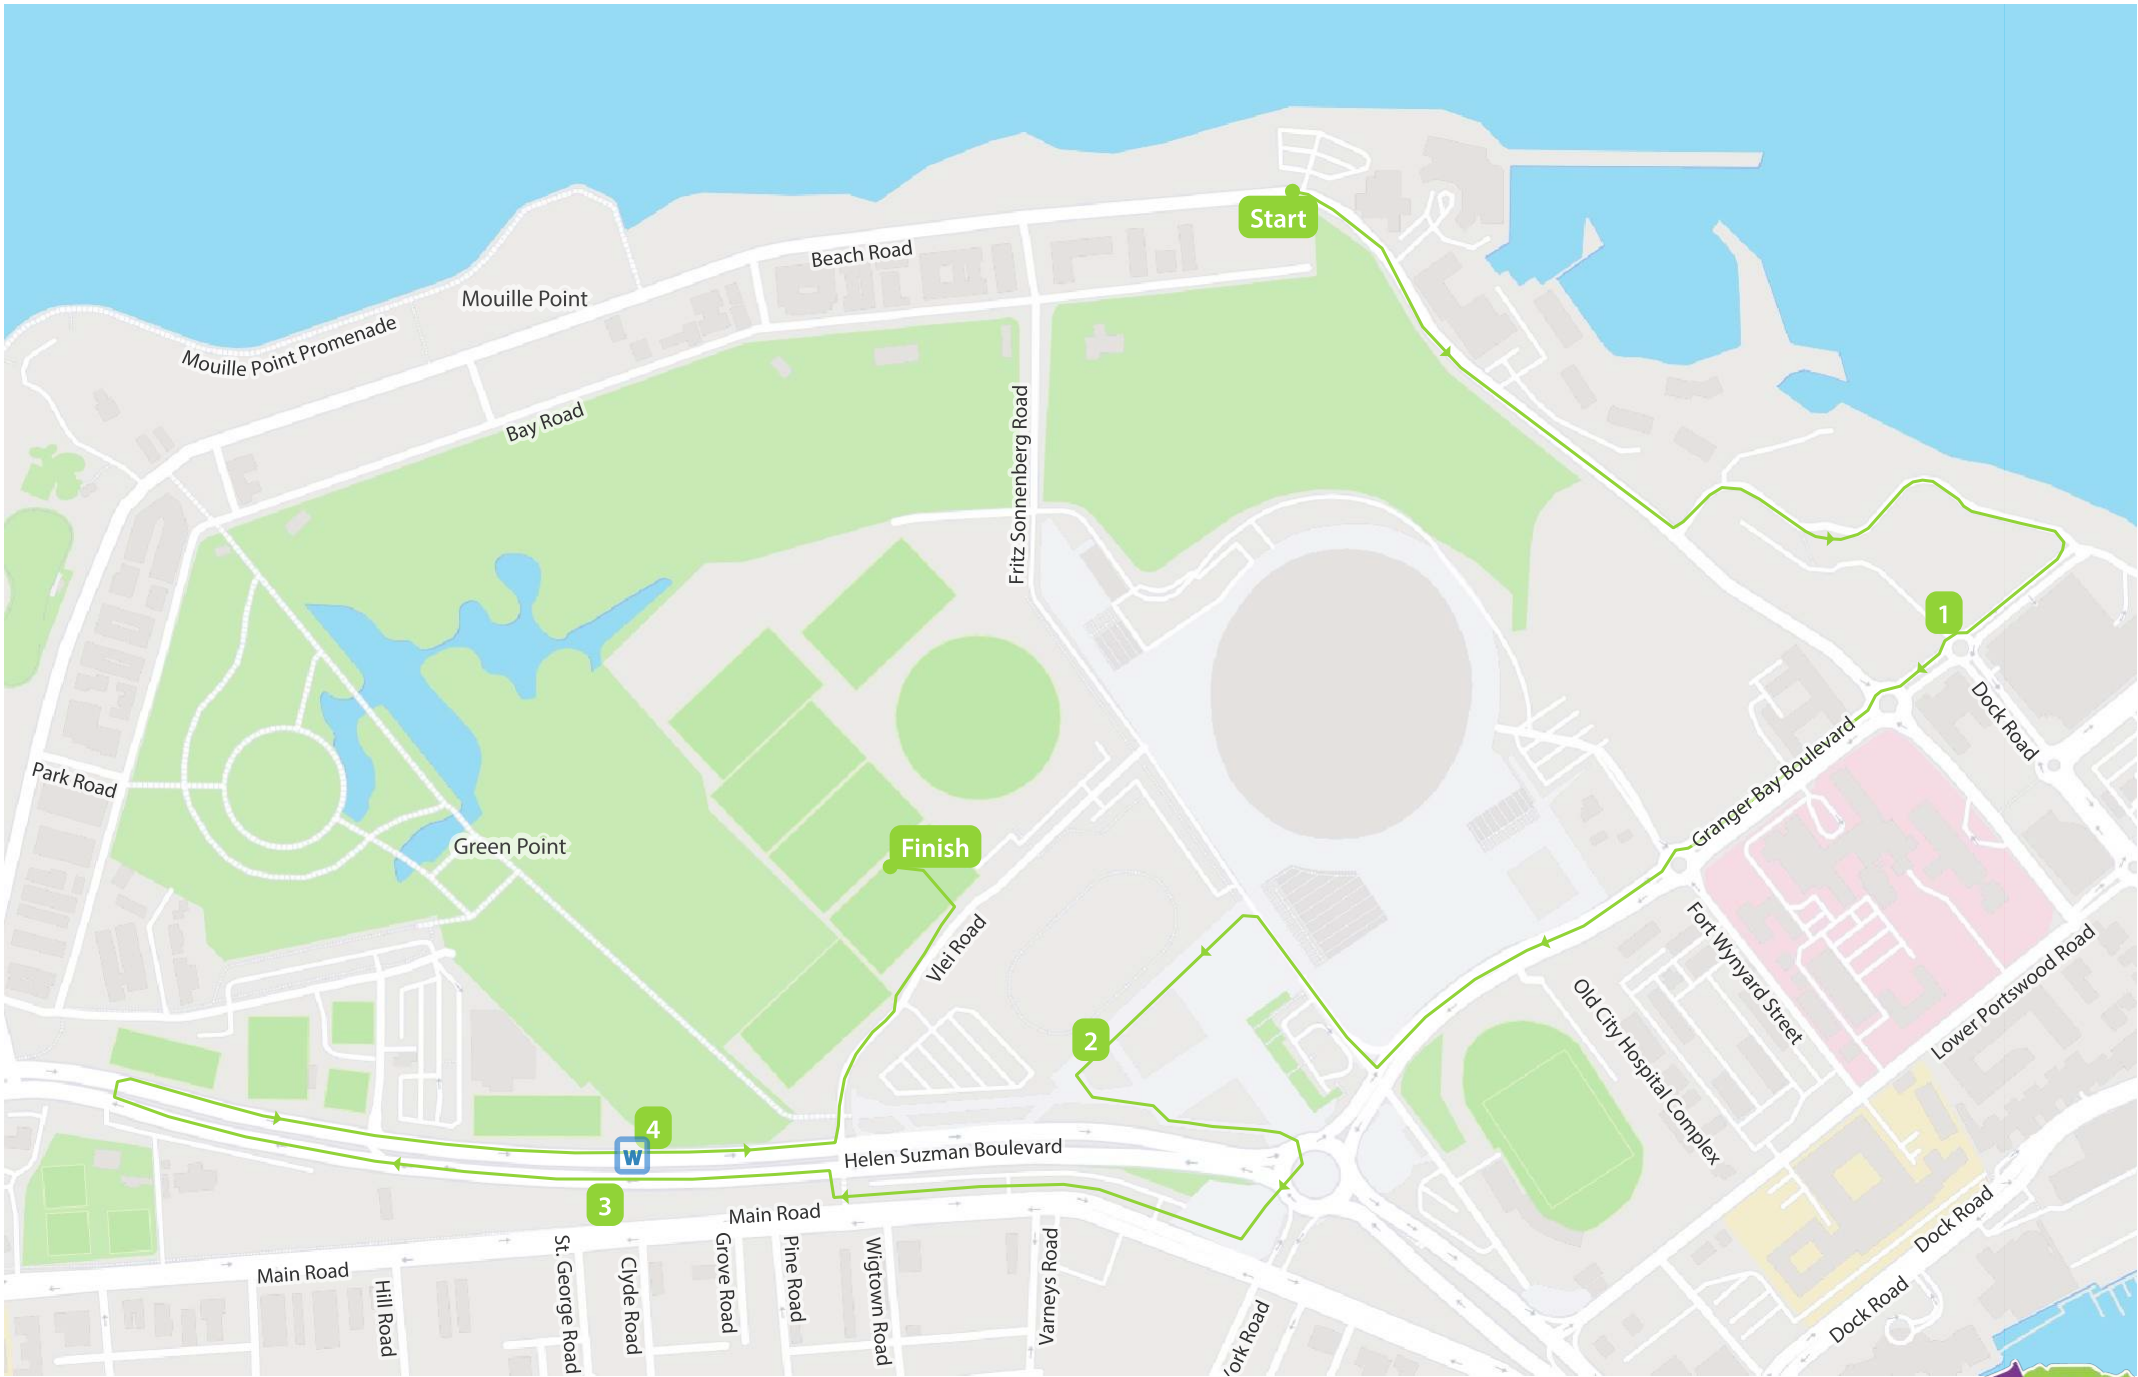 Start
Beach Road
Mouille Point
Mouille Point Promenade
Bay Road
Fritz Sonnenberg Road
1
Dock Road
Granger Bay Boulevard
Park Road
Green Point
Finish
Vlei Road
Fort Wynyard Street
Old City Hospital Complex
Lower Portswood Road
2
4
W
3
Helen Suzman Boulevard
Main Road
Main Road
Hill Road
St. George Road
Clyde Road
Grove Road
Pine Road
Wigtown Road
Varneys Road
York Road
Dock Road
Dock Road